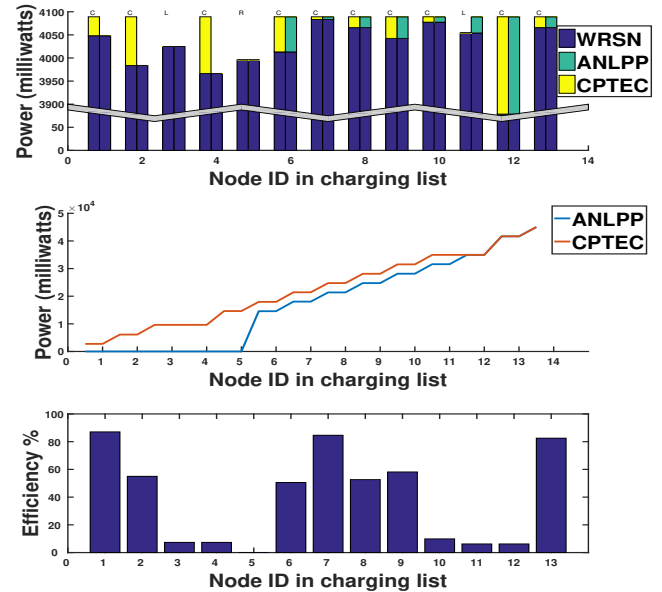 C C L C R C C C C C L C C
4100
4050
4000
3950
3900
50
0
Power (milliwatts)
0 2 4 6 8 10 12 14
Node ID in charging list
WRSN
ANLPP
CPTEC
× 10^4
5
4
3
2
1
0
Power (milliwatts)
0 1 2 3 4 5 6 7 8 9 10 11 12 13 14
Node ID in charging list
ANLPP
CPTEC
100
80
60
40
20
0
Efficiency %
0 1 2 3 4 5 6 7 8 9 10 11 12 13
Node ID in charging list